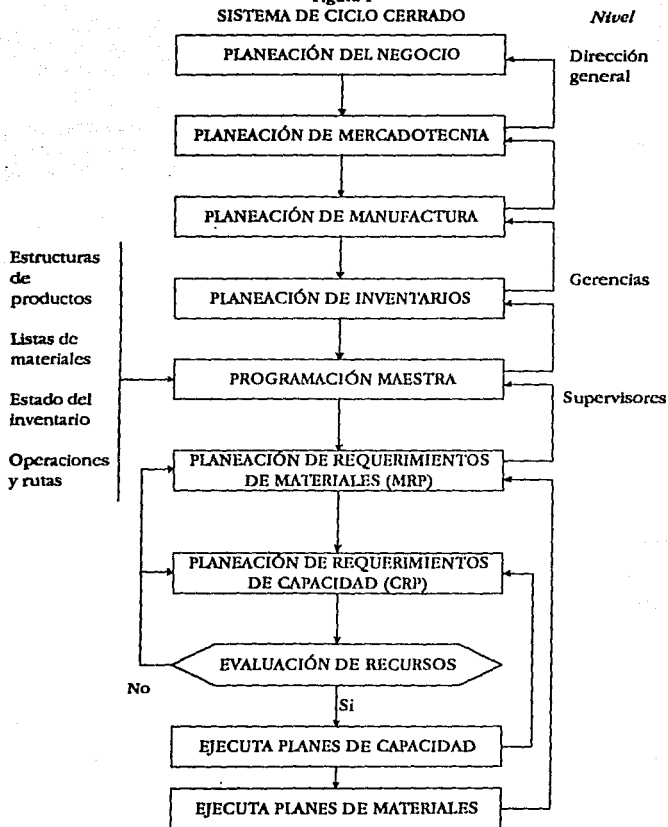 Figura 1
SISTEMA DE CICLO CERRADO
Nivel
PLANEACIÓN DEL NEGOCIO
Dirección
general
PLANEACIÓN DE MERCADOTECNIA
PLANEACIÓN DE MANUFACTURA
Estructuras
de
productos
Listas de
materiales
Estado del
inventario
Operaciones
y rutas
PLANEACIÓN DE INVENTARIOS
Gerencias
PROGRAMACIÓN MAESTRA
Supervisores
PLANEACIÓN DE REQUERIMIENTOS
DE MATERIALES (MRP)
PLANEACIÓN DE REQUERIMIENTOS
DE CAPACIDAD (CRP)
EVALUACIÓN DE RECURSOS
No
Si
EJECUTA PLANES DE CAPACIDAD
EJECUTA PLANES DE MATERIALES